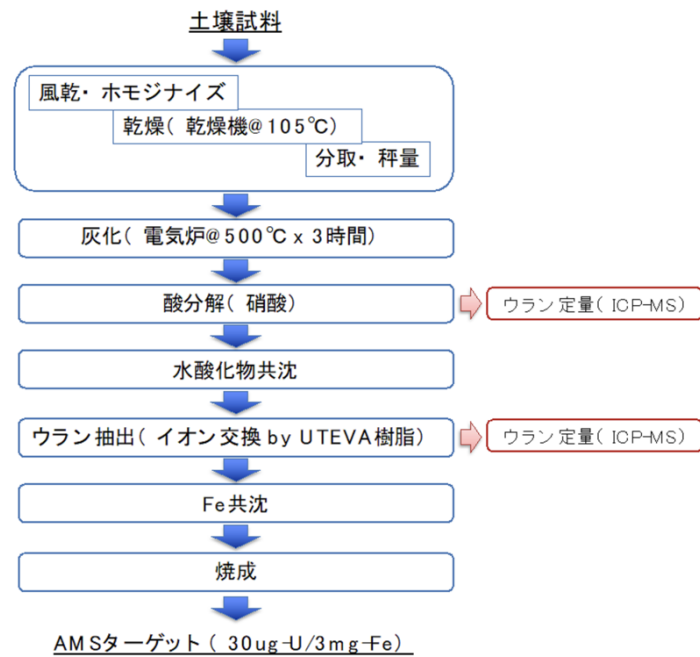 土壌試料
風乾・ホモジナイズ
乾燥( 乾燥機@105℃)
分取・秤量
灰化( 電気炉@500℃ x 3時間)
酸分解( 硝酸)
ウラン定量( ICP-MS)
水酸化物共沈
ウラン抽出( イオン交換 by UTEVA樹脂)
ウラン定量( ICP-MS)
Fe共沈
焼成
AMSターゲット( 30ug-U/3mg-Fe)